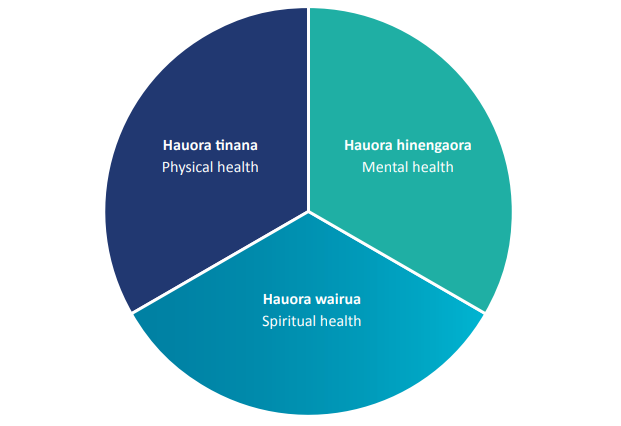 Hauora tinana
Physical health
Hauora hinengaora
Mental health
Hauora wairua
Spiritual health